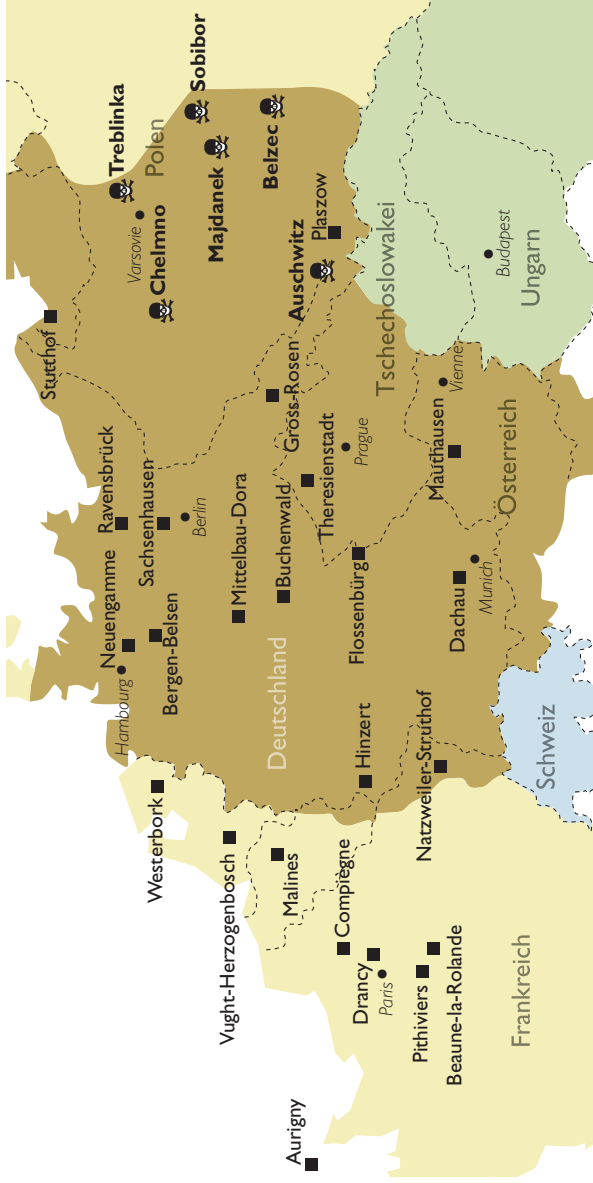 Stutthof
Treblinka
Polen
Sobibor
Varsovie
Chelmno
Majdanek
Belzec
Auschwitz
Plaszow
Neuengamme
Ravensbrück
Hambourg
Sachsenhausen
Berlin
Bergen-Belsen
Mittelbau-Dora
Buchenwald
Gross-Rosen
Theresienstadt
Prague
Tschechoslowakei
Deutschland
Flossenbürg
Hinzert
Westerbork
Vught-Herzogenbosch
Malines
Compiegne
Drancy
Paris
Pithiviers
Beaune-la-Rolande
Natzweiler-Struthof
Dachau
Munich
Mauthausen
Vienne
Österreich
Budapest
Ungarn
Schweiz
Frankreich
Aurigny